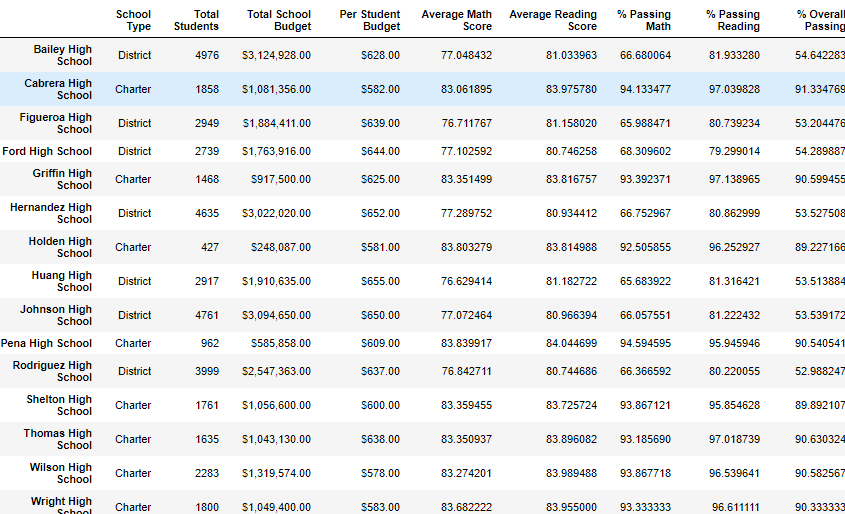 School Type Total Students Total School Budget Per Student Budget Average Math Score Average Reading Score % Passing Math % Passing Reading % Overall Passing
Bailey High School District 4976 $3,124,928.00 $628.00 77.048432 81.033963 66.680064 81.933280 54.642283
Cabrera High School Charter 1858 $1,081,356.00 $582.00 83.061895 83.975780 94.133477 97.039828 91.334769
Figueroa High School District 2949 $1,884,411.00 $639.00 76.711767 81.158020 65.988471 80.739234 53.204476
Ford High School District 2739 $1,763,916.00 $644.00 77.102592 80.746258 68.309602 79.299014 54.289887
Griffin High School Charter 1468 $917,500.00 $625.00 83.351499 83.816757 93.392371 97.138965 90.599455
Hernandez High School District 4635 $3,022,020.00 $652.00 77.289752 80.934412 66.752967 80.862999 53.527508
Holden High School Charter 427 $248,087.00 $581.00 83.803279 83.814988 92.505855 96.252927 89.227166
Huang High School District 2917 $1,910,635.00 $655.00 76.629414 81.182722 65.683922 81.316421 53.513884
Johnson High School District 4761 $3,094,650.00 $650.00 77.072464 80.966394 66.057551 81.222432 53.539172
Pena High School Charter 962 $585,858.00 $609.00 83.839917 84.044699 94.594595 95.945946 90.540541
Rodriguez High School District 3999 $2,547,363.00 $637.00 76.842711 80.744686 66.366592 80.220055 52.988247
Shelton High School Charter 1761 $1,056,600.00 $600.00 83.359455 83.725724 93.867121 95.854628 89.892107
Thomas High School Charter 1635 $1,043,130.00 $638.00 83.350937 83.896082 93.185690 97.018739 90.630324
Wilson High School Charter 2283 $1,319,574.00 $578.00 83.274201 83.989488 93.867718 96.539641 90.582567
Wright High School Charter 1800 $1,049,400.00 $583.00 83.682222 83.955000 93.333333 96.611111 90.333333